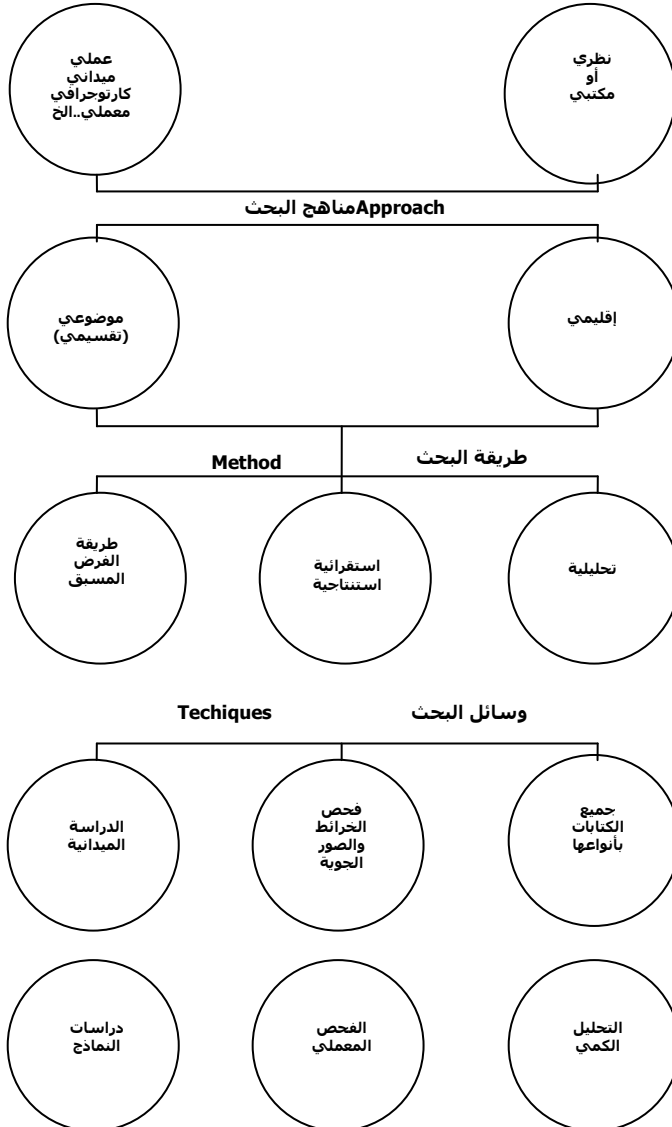 نظري
أو
مكتبي
عملي
ميداني
كارتوجرافي
معملي..الخ
مناهج البحثApproach
إقليمي
موضوعي
(تقسيمي)
طريقة البحث Method
تحليلية
استقرائية
استنتاجية
طريقة
الفرض
المسبق
وسائل البحث Techiques
جميع
الكتابات
بأنواعها
فحص
الخرائط
والصور
الجوية
الدراسة
الميدانية
التحليل
الكمي
الفحص
المعملي
دراسات
النماذج